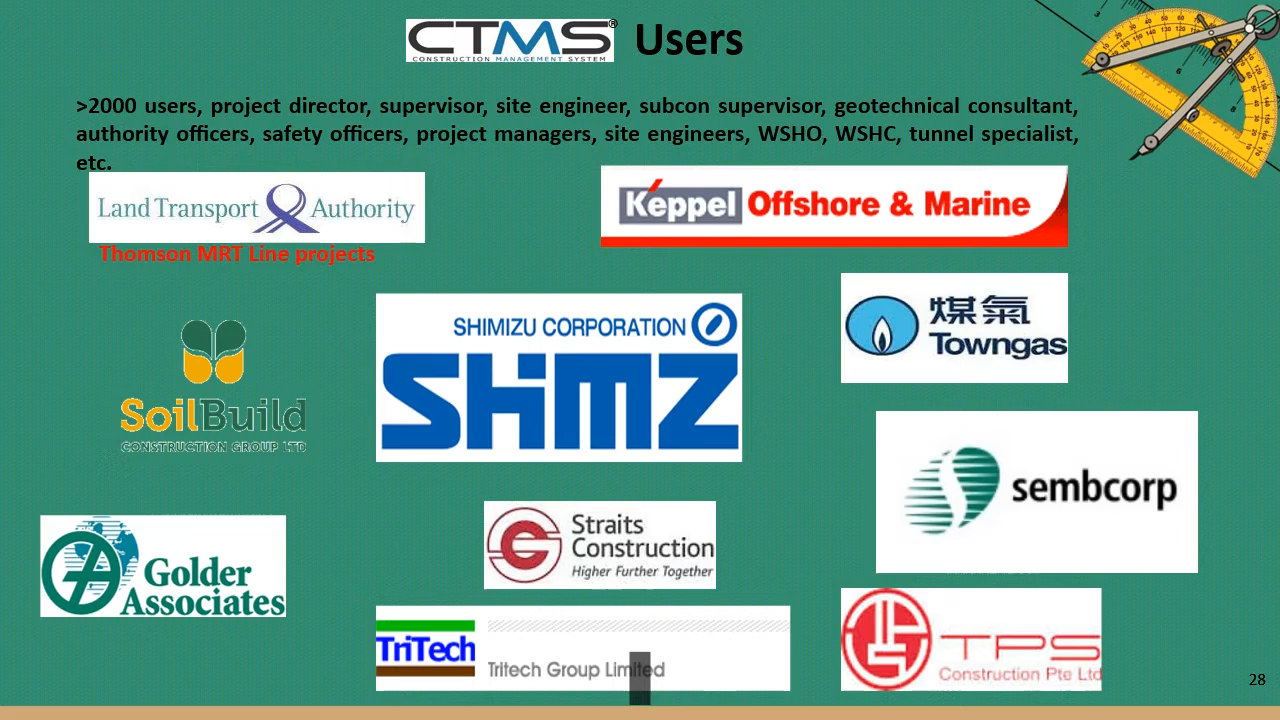 CTMS® Users
CONSTRUCTION MANAGEMENT SYSTEM
>2000 users, project director, supervisor, site engineer, subcon supervisor, geotechnical consultant,
authority officers, safety officers, project managers, site engineers, WSHO, WSHC, tunnel specialist,
etc.
Land Transport Authority
Thomson MRT Line projects
Keppel Offshore & Marine
SHIMIZU CORPORATION
SHIMZ
煤氣
Towngas
SoilBuild
CONSTRUCTION GROUP LTD
sembcorp
Golder
Associates
Straits
Construction
Higher Further Together
TriTech
Tritech Group Limited
TPS
Construction Pte Ltd
28